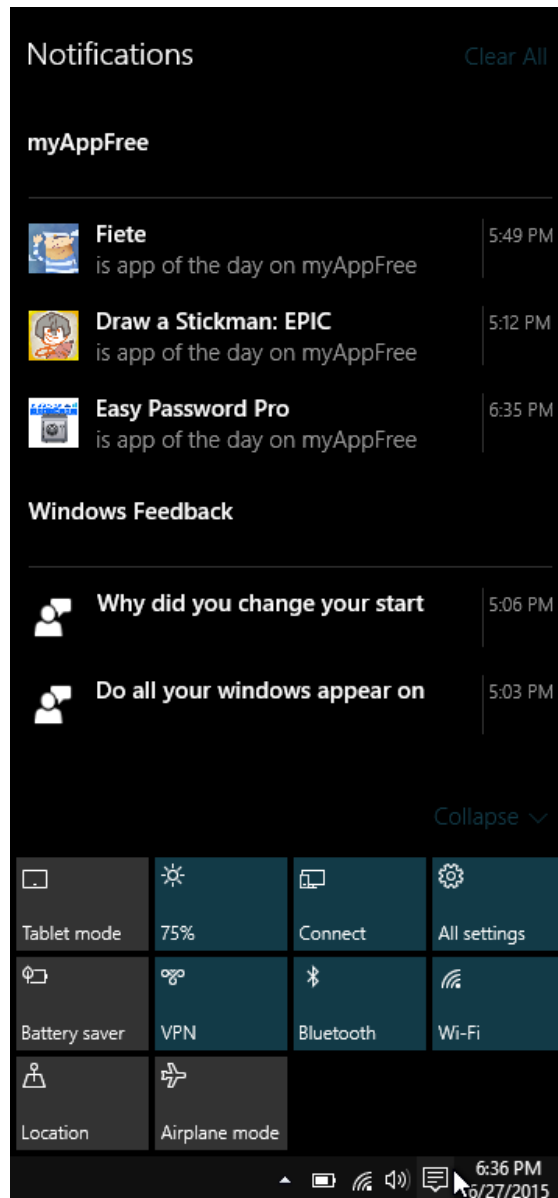 Notifications Clear All
myAppFree
Fiete 5:49 PM
is app of the day on myAppFree
Draw a Stickman: EPIC 5:12 PM
is app of the day on myAppFree
Easy Password Pro 6:35 PM
is app of the day on myAppFree
Windows Feedback
Why did you change your start 5:06 PM
Do all your windows appear on 5:03 PM
Collapse
Tablet mode 75% Connect All settings
Battery saver VPN Bluetooth Wi-Fi
Location Airplane mode
6:36 PM
6/27/2015